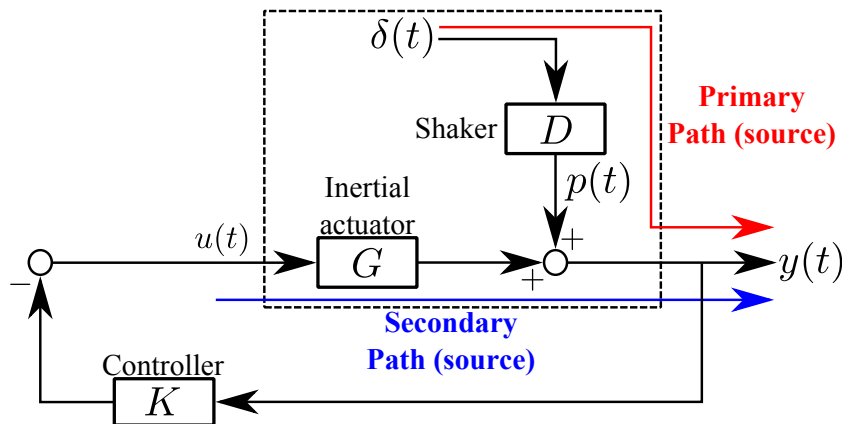 δ(t)
Primary
Path (source)
Shaker
D
p(t)
Inertial
actuator
+
u(t)
G
+
y(t)
−
Secondary
Path (source)
Controller
K